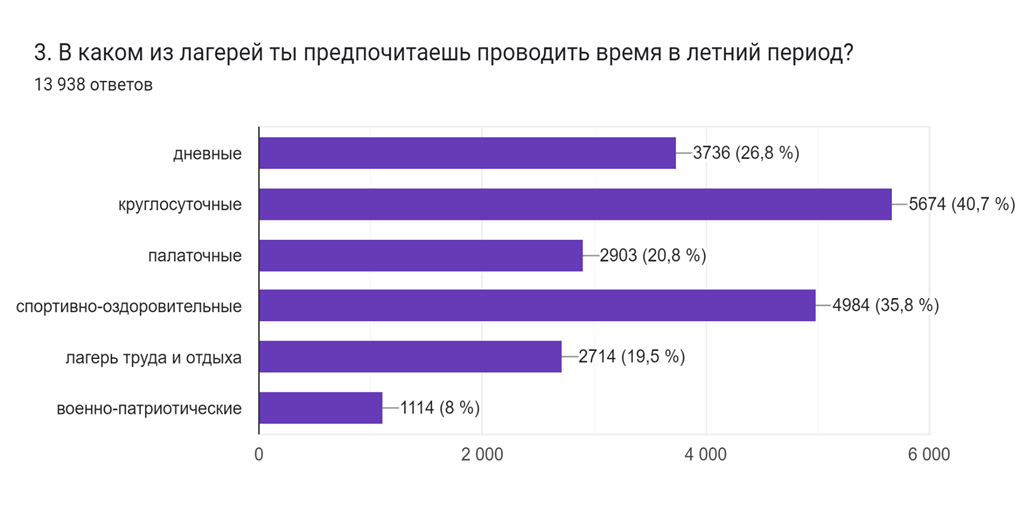 3. В каком из лагерей ты предпочитаешь проводить время в летний период?
13 938 ответов
дневные 3736 (26,8 %)
круглосуточные 5674 (40,7 %)
палаточные 2903 (20,8 %)
спортивно-оздоровительные 4984 (35,8 %)
лагерь труда и отдыха 2714 (19,5 %)
военно-патриотические 1114 (8 %)
0 2 000 4 000 6 000